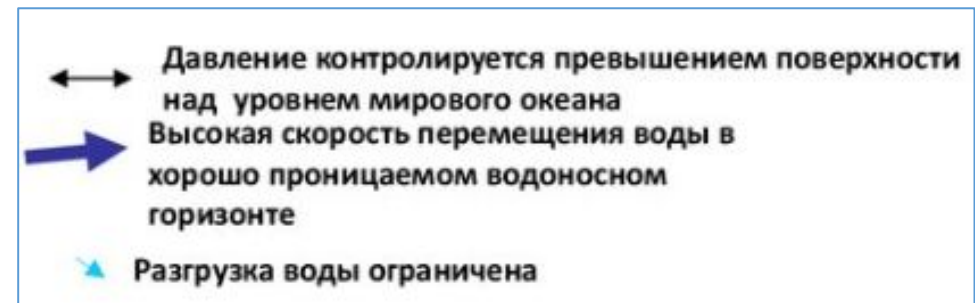 Давление контролируется превышением поверхности
над уровнем мирового океана
Высокая скорость перемещения воды в
хорошо проницаемом водоносном
горизонте
Разгрузка воды ограничена